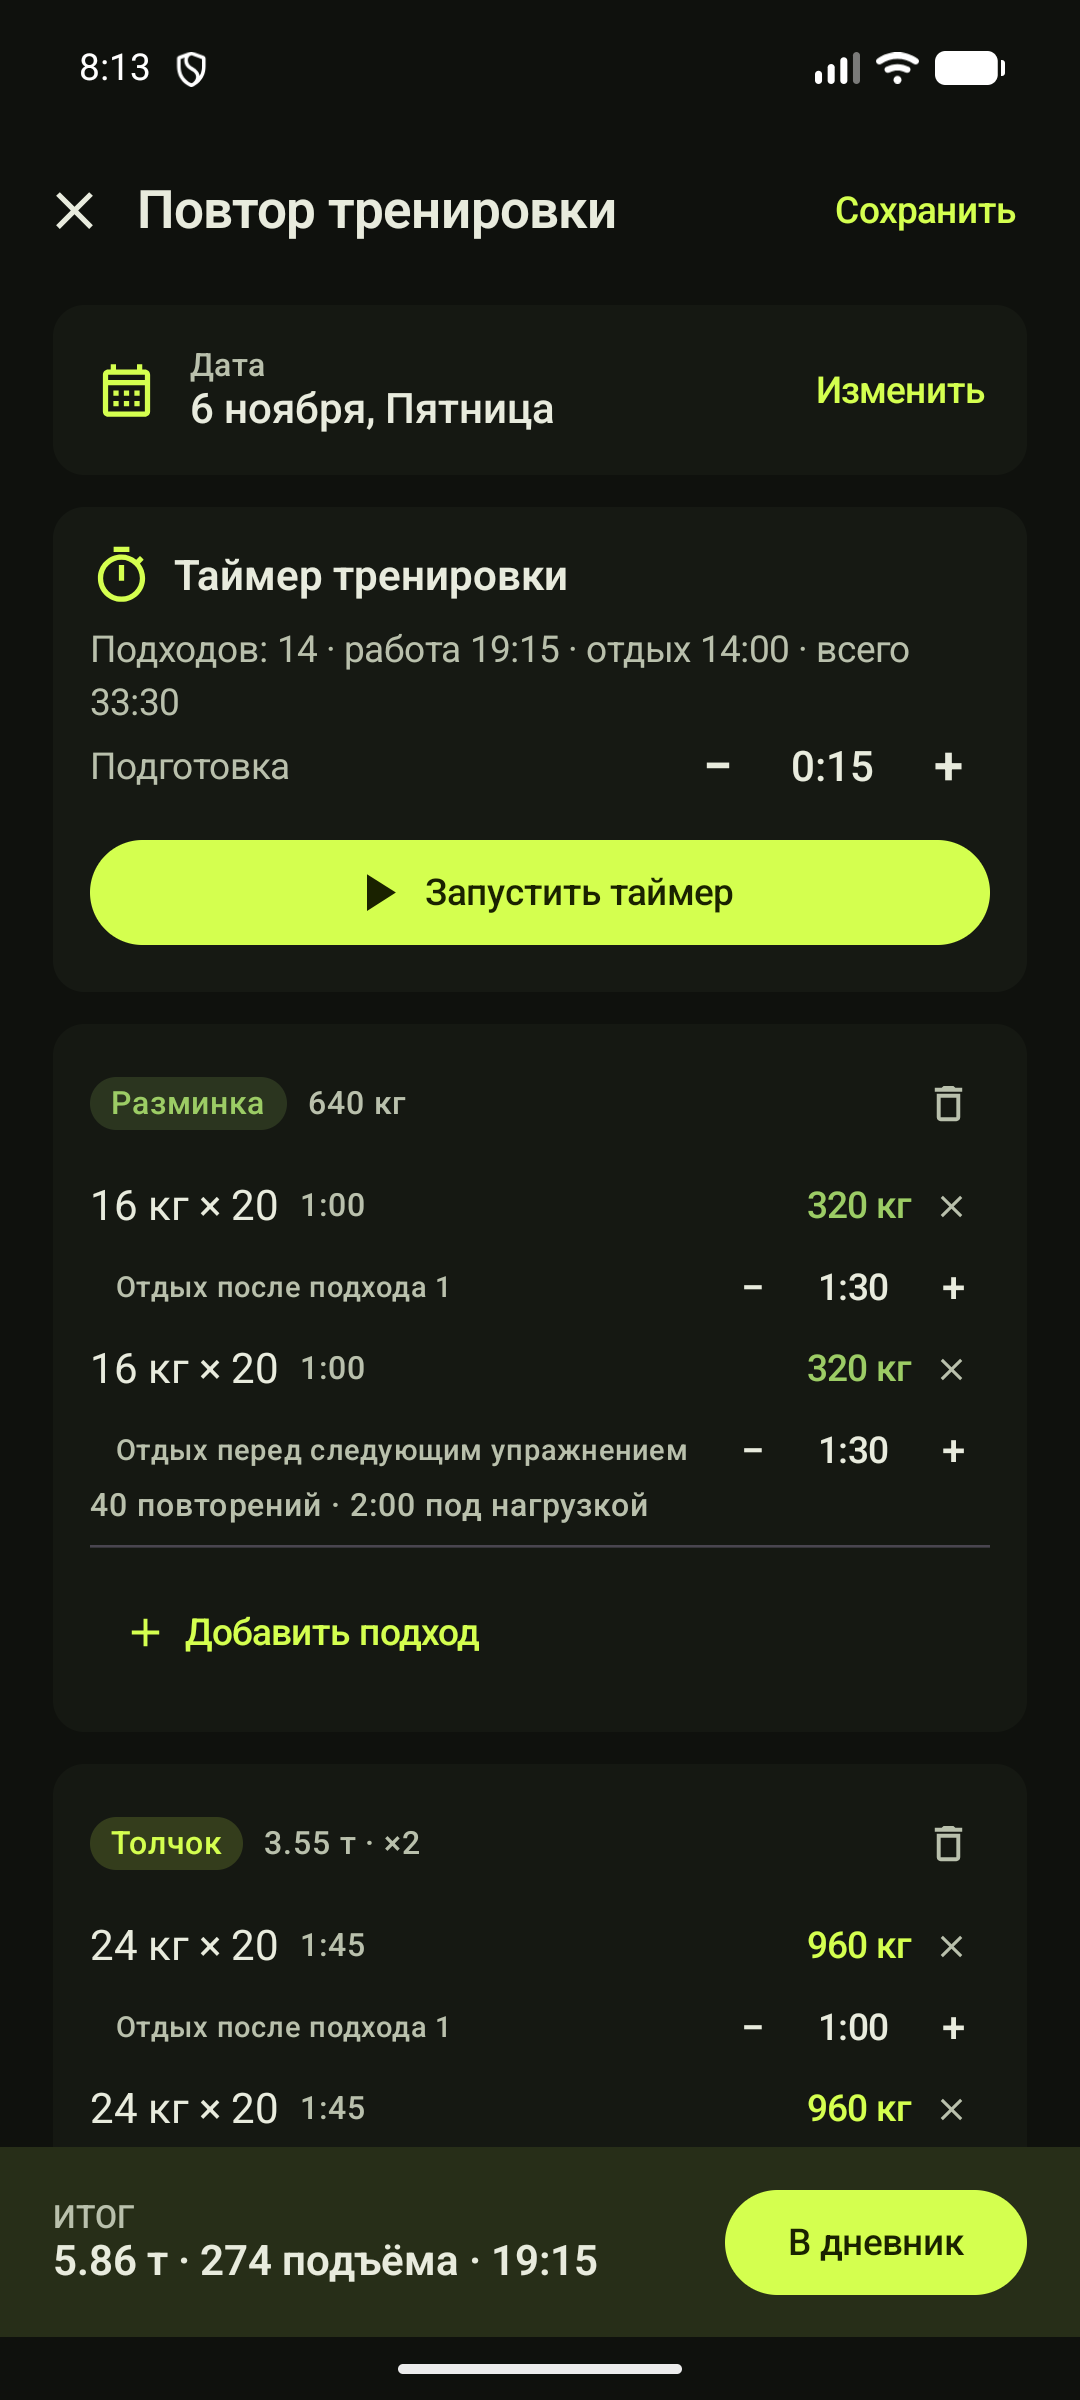 8:13
Повтор тренировки
Сохранить
Дата
6 ноября, Пятница
Изменить
Таймер тренировки
Подходов: 14 · работа 19:15 · отдых 14:00 · всего
33:30
Подготовка
− 0:15 +
Запустить таймер
Разминка 640 кг
16 кг × 20 1:00 320 кг ×
Отдых после подхода 1 − 1:30 +
16 кг × 20 1:00 320 кг ×
Отдых перед следующим упражнением − 1:30 +
40 повторений · 2:00 под нагрузкой
+ Добавить подход
Толчок 3.55 т · ×2
24 кг × 20 1:45 960 кг ×
Отдых после подхода 1 − 1:00 +
24 кг × 20 1:45 960 кг ×
ИТОГ
5.86 т · 274 подъёма · 19:15
В дневник